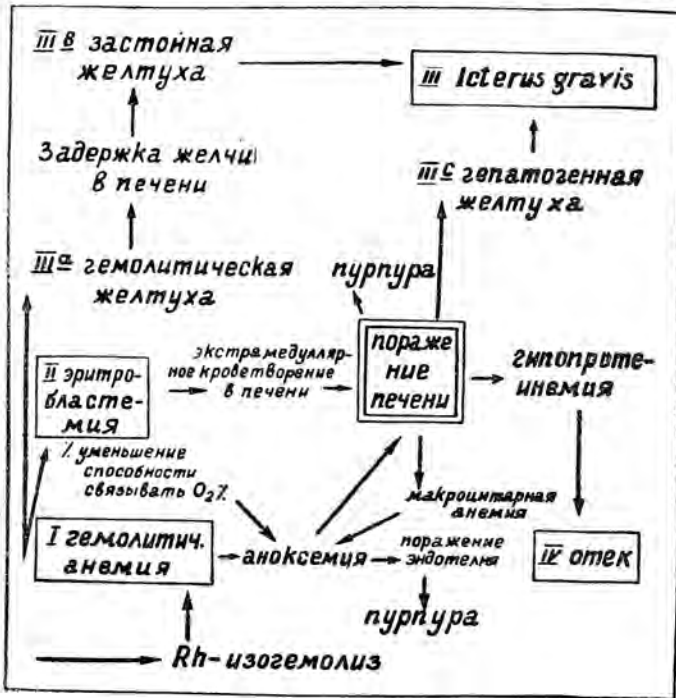 III в застойная
желтуха
III Icterus gravis
Задержка желчи
в печени
III с гепатогенная
желтуха
III а гемолитическая
желтуха
пурпура
экстрамедулляр-
ное кроветворение
в печени
пораже
ние
печени
гипопроте-
инемия
II эритро-
бласте-
мия
% уменьшение
способности
связывать O₂%
макроцитарная
анемия
I гемолитич.
анемия
аноксемия
поражение
эндотелия
IV отек
пурпура
Rh-изогемолиз